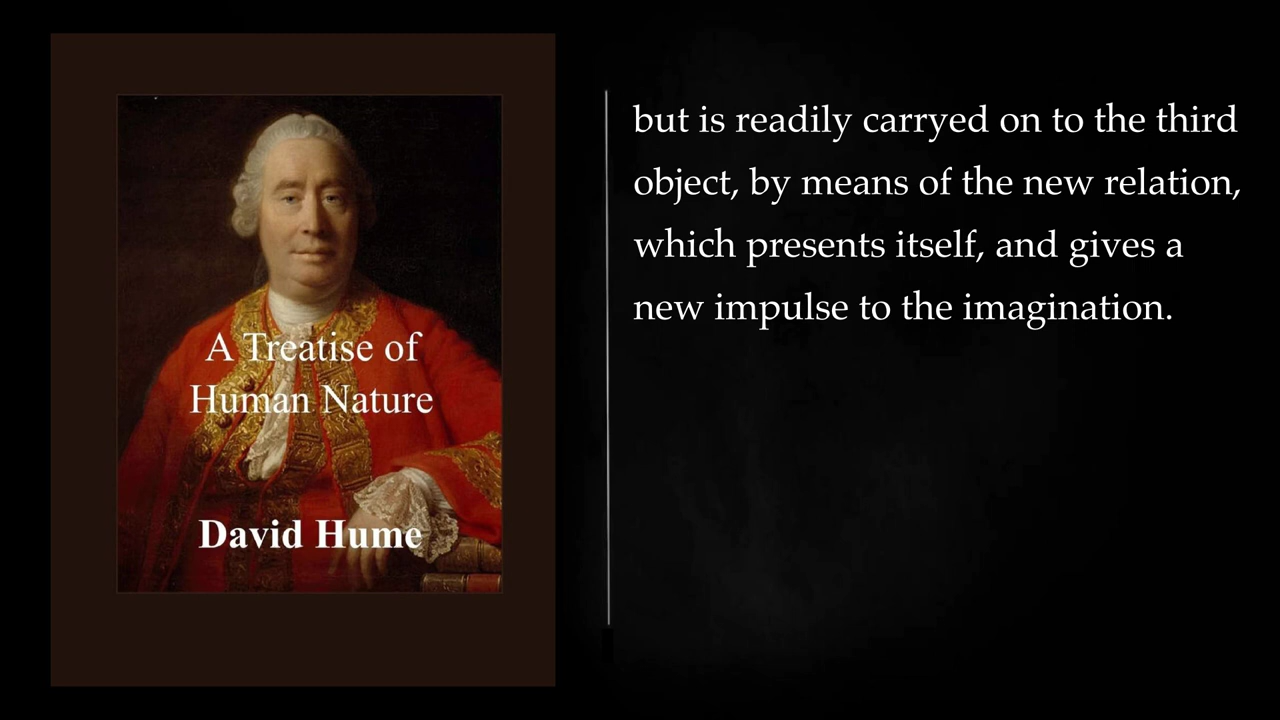 A Treatise of
Human Nature
David Hume
but is readily carryed on to the third
object, by means of the new relation,
which presents itself, and gives a
new impulse to the imagination.